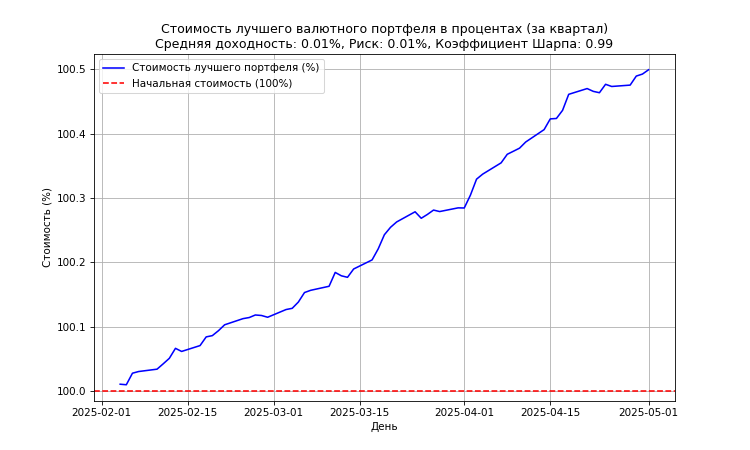 Стоимость лучшего валютного портфеля в процентах (за квартал)
Средняя доходность: 0.01%, Риск: 0.01%, Коэффициент Шарпа: 0.99
Стоимость лучшего портфеля (%)
Начальная стоимость (100%)
Стоимость (%)
100.5
100.4
100.3
100.2
100.1
100.0
2025-02-01
2025-02-15
2025-03-01
2025-03-15
2025-04-01
2025-04-15
2025-05-01
День